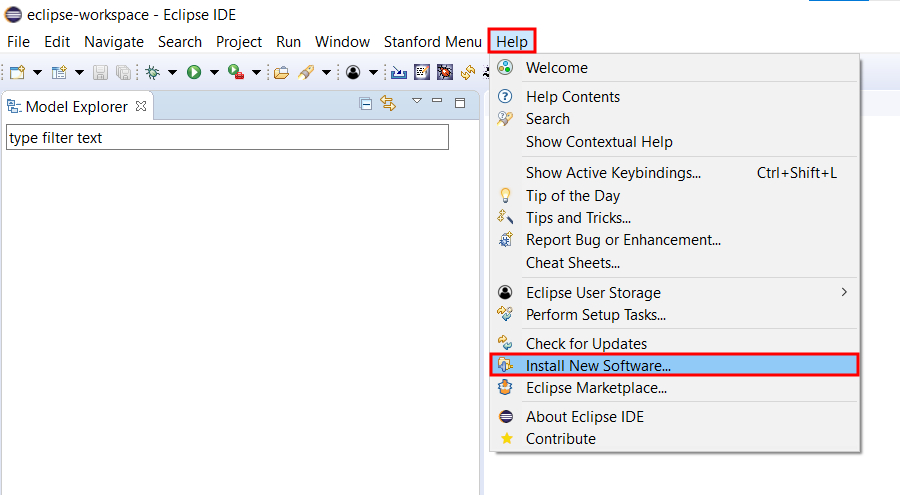 eclipse-workspace - Eclipse IDE
File Edit Navigate Search Project Run Window Stanford Menu Help
Model Explorer
type filter text
Welcome
Help Contents
Search
Show Contextual Help
Show Active Keybindings... Ctrl+Shift+L
Tip of the Day
Tips and Tricks...
Report Bug or Enhancement...
Cheat Sheets...
Eclipse User Storage
Perform Setup Tasks...
Check for Updates
Install New Software...
Eclipse Marketplace...
About Eclipse IDE
Contribute